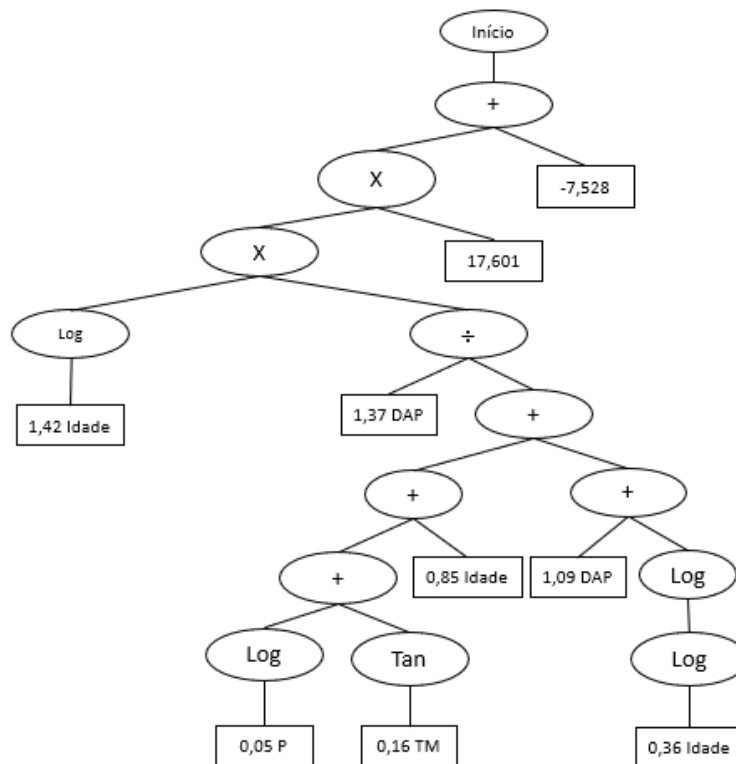 Início
+
X
-7,528
X
17,601
Log
÷
1,42 Idade
1,37 DAP
+
+
+
+
0,85 Idade
1,09 DAP
Log
Log
Tan
Log
0,05 P
0,16 TM
0,36 Idade